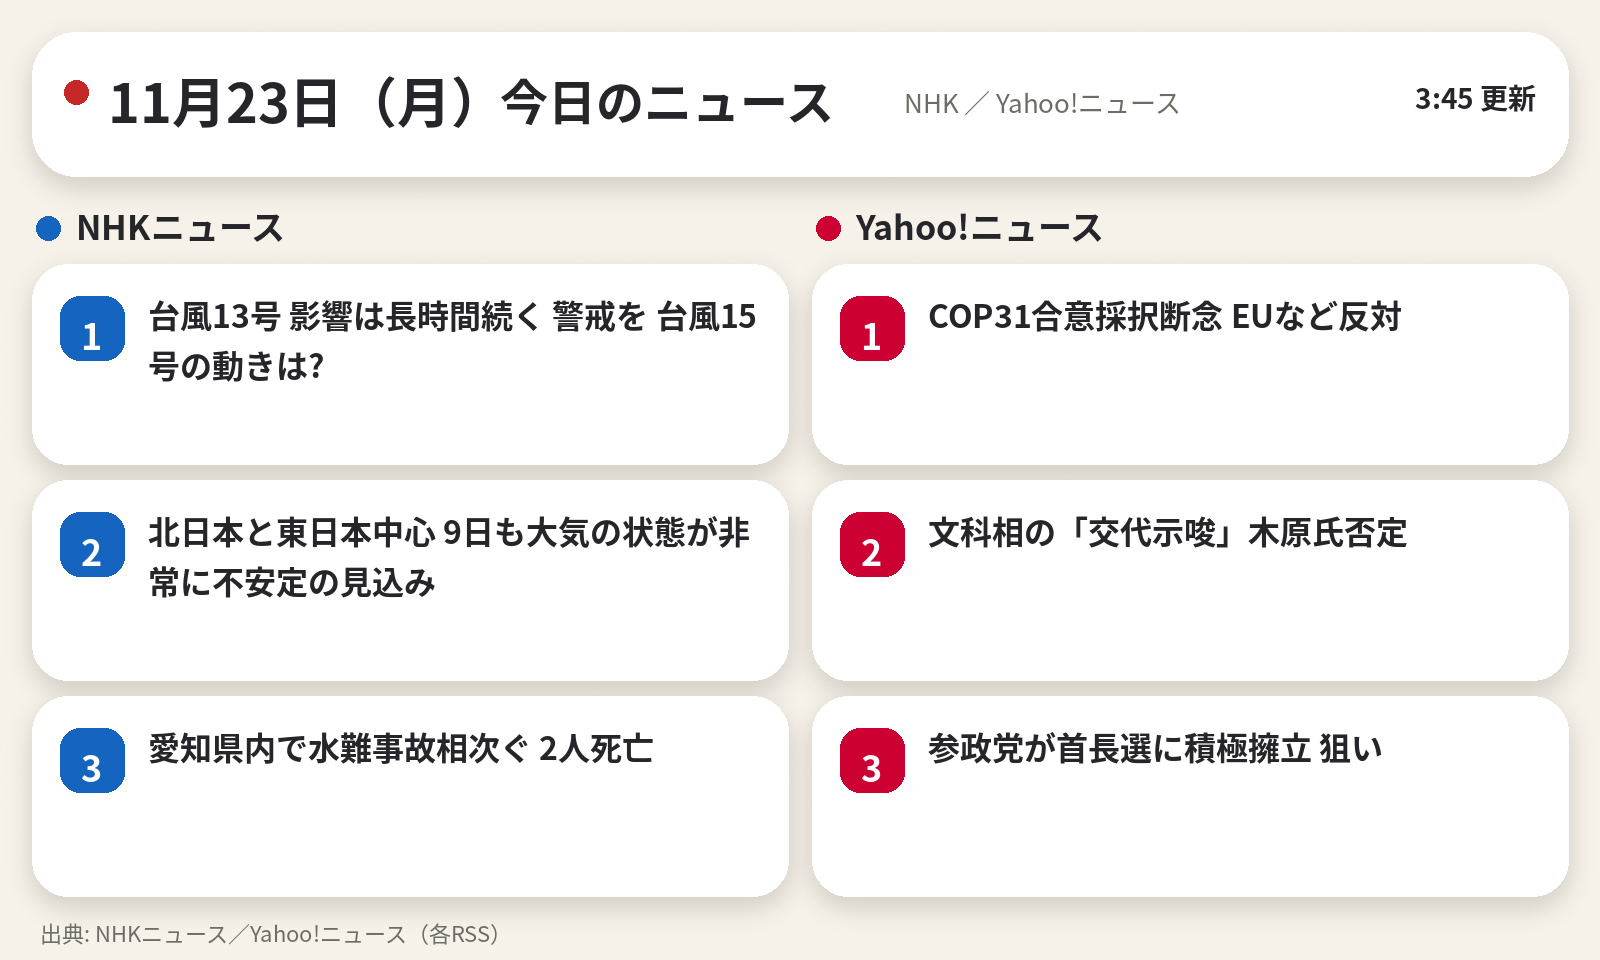 11月23日（月）今日のニュース
NHK ／ Yahoo!ニュース
3:45 更新
NHKニュース
1
台風13号 影響は長時間続く 警戒を 台風15
号の動きは?
2
北日本と東日本中心 9日も大気の状態が非
常に不安定の見込み
3
愛知県内で水難事故相次ぐ 2人死亡
Yahoo!ニュース
1
COP31合意採択断念 EUなど反対
2
文科相の「交代示唆」木原氏否定
3
参政党が首長選に積極擁立 狙い
出典: NHKニュース／Yahoo!ニュース（各RSS）